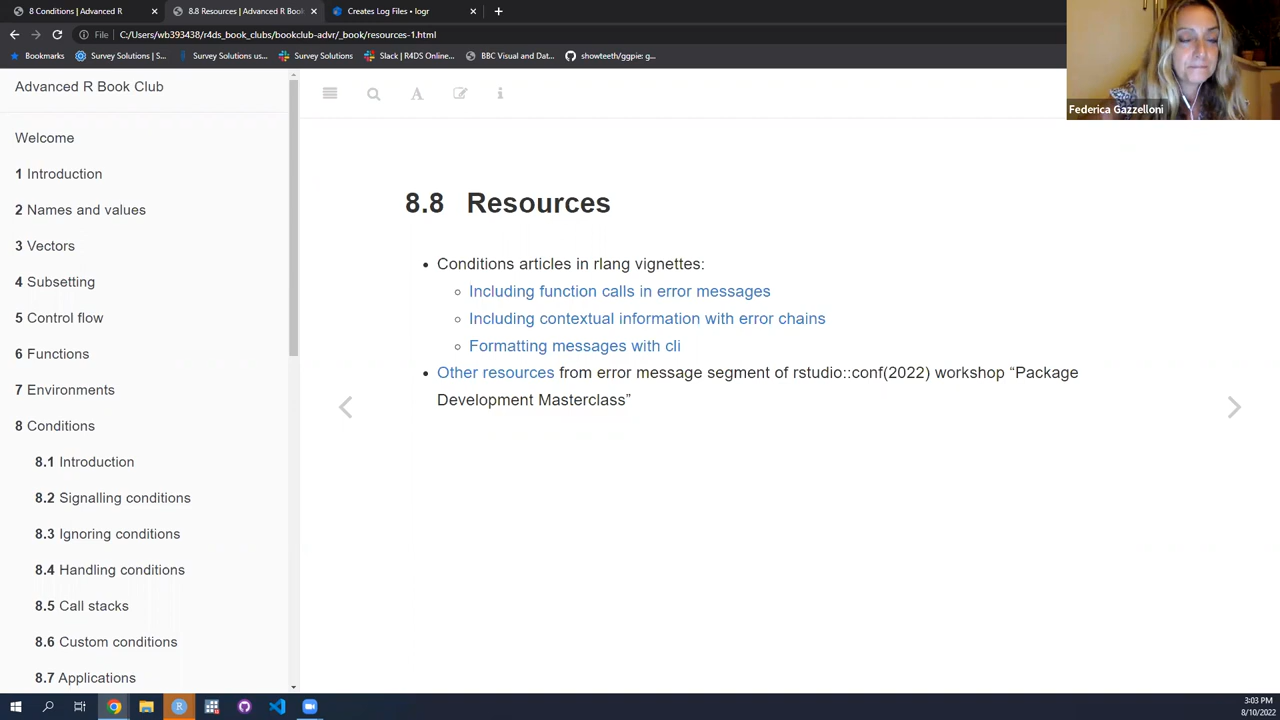 8 Conditions | Advanced R
8.8 Resources | Advanced R Boo
Creates Log Files • logr
File
C:/Users/wb393438/r4ds_book_clubs/bookclub-advr/_book/resources-1.html
Bookmarks
Survey Solutions | S...
Survey Solutions us...
Survey Solutions
Slack | R4DS Online...
BBC Visual and Dat...
showteeth/ggpie: g...
Federica Gazzelloni
Advanced R Book Club
Welcome
1 Introduction
2 Names and values
3 Vectors
4 Subsetting
5 Control flow
6 Functions
7 Environments
8 Conditions
8.1 Introduction
8.2 Signalling conditions
8.3 Ignoring conditions
8.4 Handling conditions
8.5 Call stacks
8.6 Custom conditions
8.7 Applications
8.8 Resources
• Conditions articles in rlang vignettes:
◦ Including function calls in error messages
◦ Including contextual information with error chains
◦ Formatting messages with cli
• Other resources from error message segment of rstudio::conf(2022) workshop “Package
Development Masterclass”
3:03 PM
8/10/2022